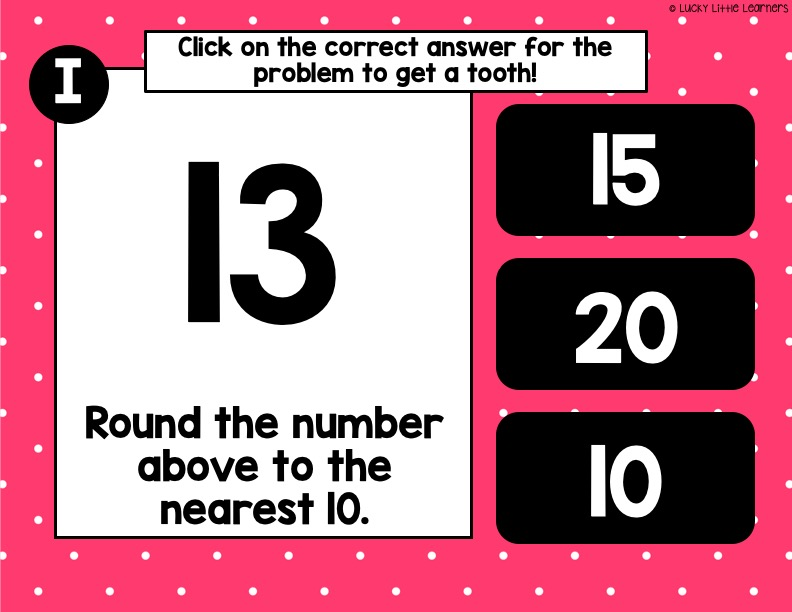 © Lucky Little Learners
Click on the correct answer for the
problem to get a tooth!
1
13
Round the number
above to the
nearest 10.
15
20
10